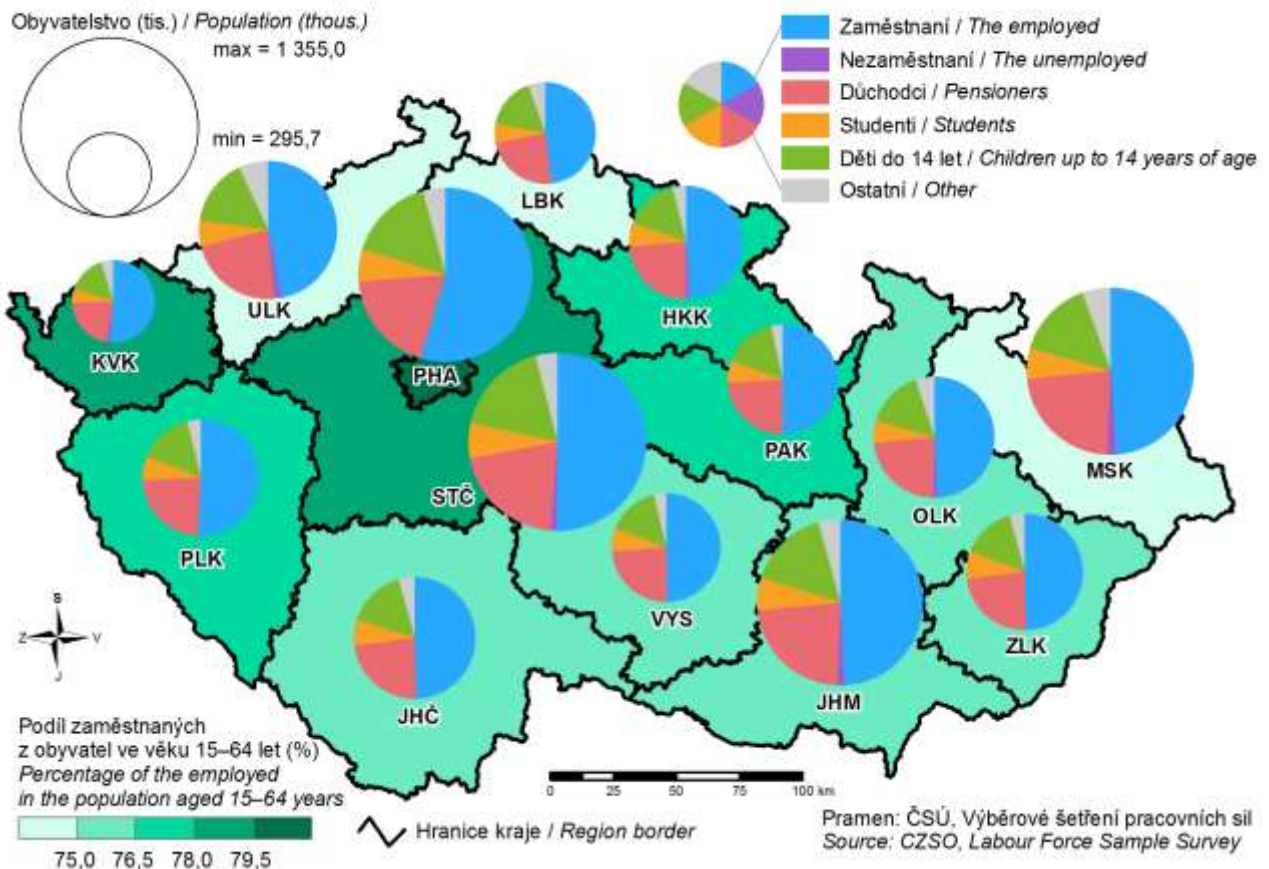 Obyvatelstvo (tis.) / Population (thous.)
max = 1 355,0
min = 295,7
Zaměstnaní / The employed
Nezaměstnaní / The unemployed
Důchodci / Pensioners
Studenti / Students
Děti do 14 let / Children up to 14 years of age
Ostatní / Other
LBK
ULK
HKK
KVK
PHA
PAK
MSK
STČ
OLK
PLK
VYS
ZLK
JHČ
JHM
S
Z V
J
Podíl zaměstnaných
z obyvatel ve věku 15–64 let (%)
Percentage of the employed
in the population aged 15–64 years
75,0 76,5 78,0 79,5
Hranice kraje / Region border
0 25 50 75 100 km
Pramen: ČSÚ, Výběrové šetření pracovních sil
Source: CZSO, Labour Force Sample Survey